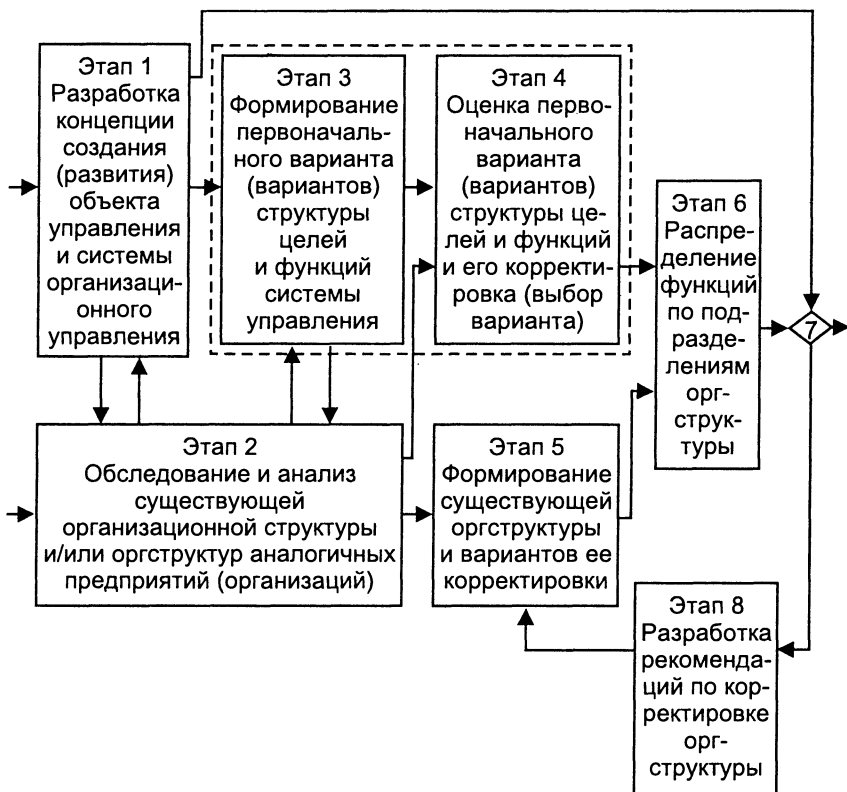 Этап 1
Разработка
концепции
создания
(развития)
объекта
управления
и системы
организаци-
онного
управления
Этап 3
Формирование
первоначаль-
ного варианта
(вариантов)
структуры
целей
и функций
системы
управления
Этап 4
Оценка перво-
начального
варианта
(вариантов)
структуры це-
лей и функций
и его корректи-
ровка (выбор
варианта)
Этап 6
Распре-
деление
функций
по под-
разде-
лениям
орг-
струк-
туры
7
Этап 2
Обследование и анализ
существующей
организационной структуры
и/или оргструктур аналогичных
предприятий (организаций)
Этап 5
Формирование
существующей
оргструктуры
и вариантов ее
корректировки
Этап 8
Разработка
рекоменда-
ций по кор-
ректировке
орг-
структуры